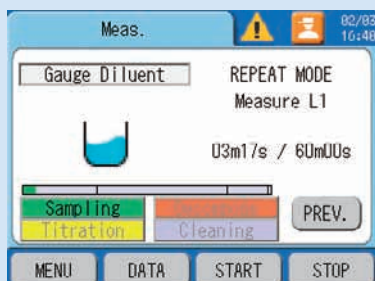 Meas.
02/03
16:40
Gauge Diluent
REPEAT MODE
Measure L1
03m17s / 60m00s
Sampling
Titration
Cleaning
PREV.
MENU
DATA
START
STOP